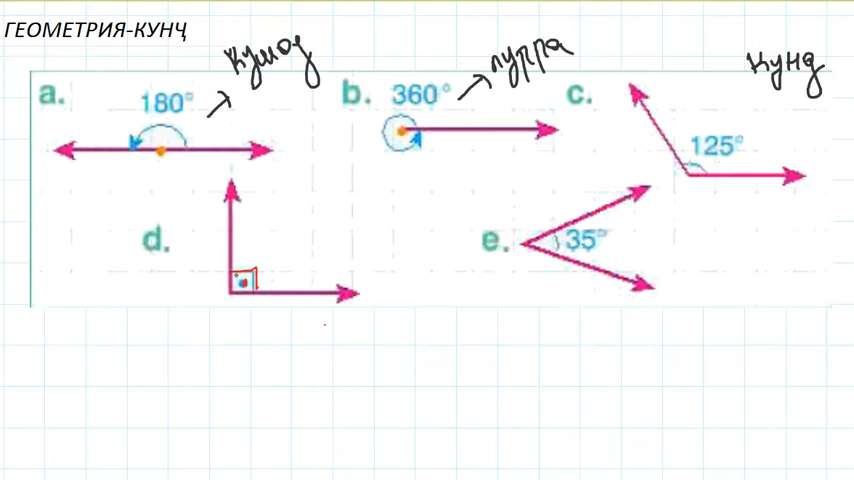 ГЕОМЕТРИЯ-КУНҶ
кушод
пурра
кунд
a. 180°
b. 360°
c. 125°
d.
e. 35°